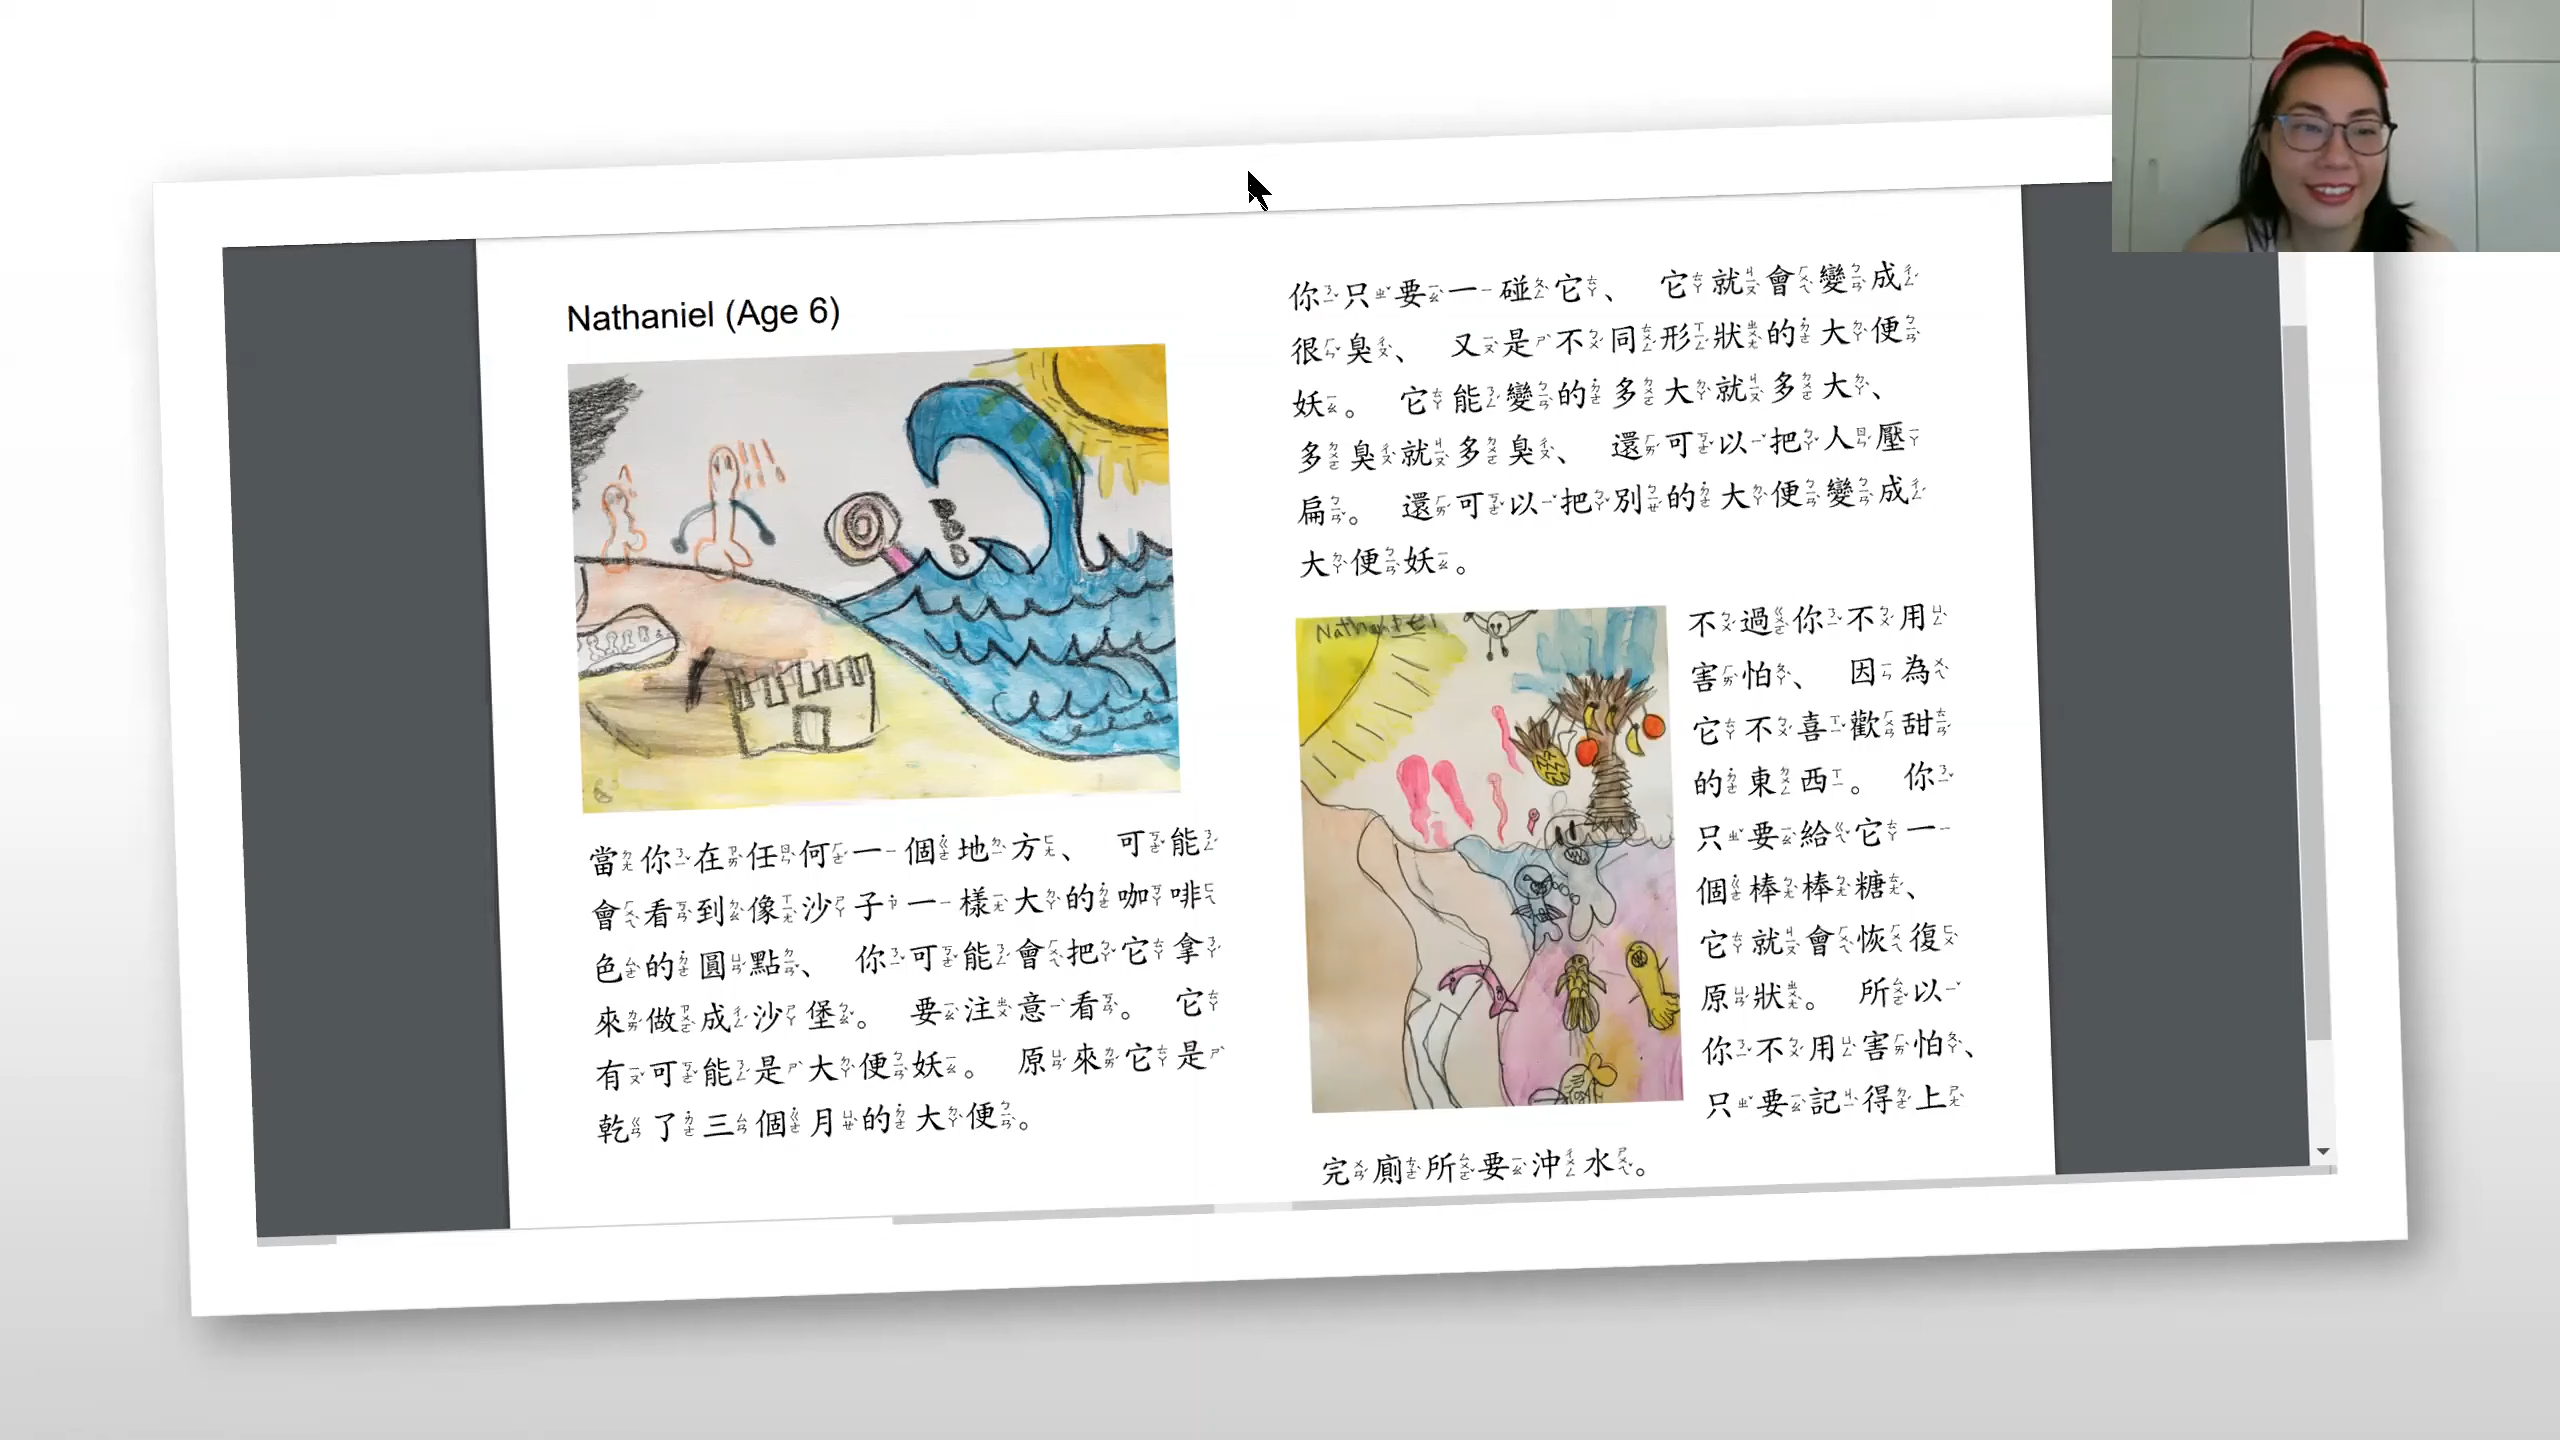 Nathaniel (Age 6)
當你在任何一個地方、 可能
會看到像沙子一樣大的咖啡
色的圓點、 你可能會把它拿
來做成沙堡。 要注意看。 它
有可能是大便妖。 原來它是
乾了三個月的大便。
你只要一碰它、 它就會變成
很臭、 又是不同形狀的大便
妖。 它能變的多大就多大、
多臭就多臭、 還可以把人壓
扁。 還可以把別的大便變成
大便妖。
Nathaniel
不過你不用
害怕、 因為
它不喜歡甜
的東西。 你
只要給它一
個棒棒糖、
它就會恢復
原狀。 所以
你不用害怕、
只要記得上
完廁所要沖水。